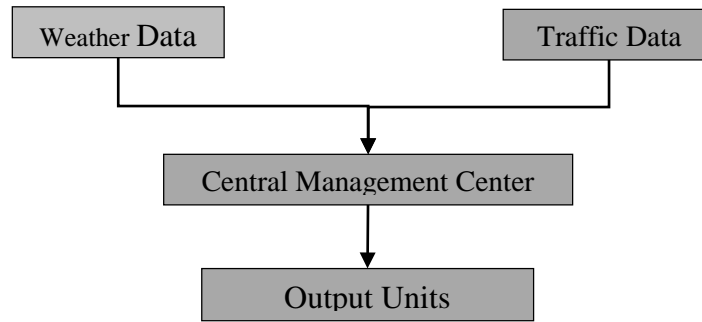 Weather Data
Traffic Data
Central Management Center
Output Units